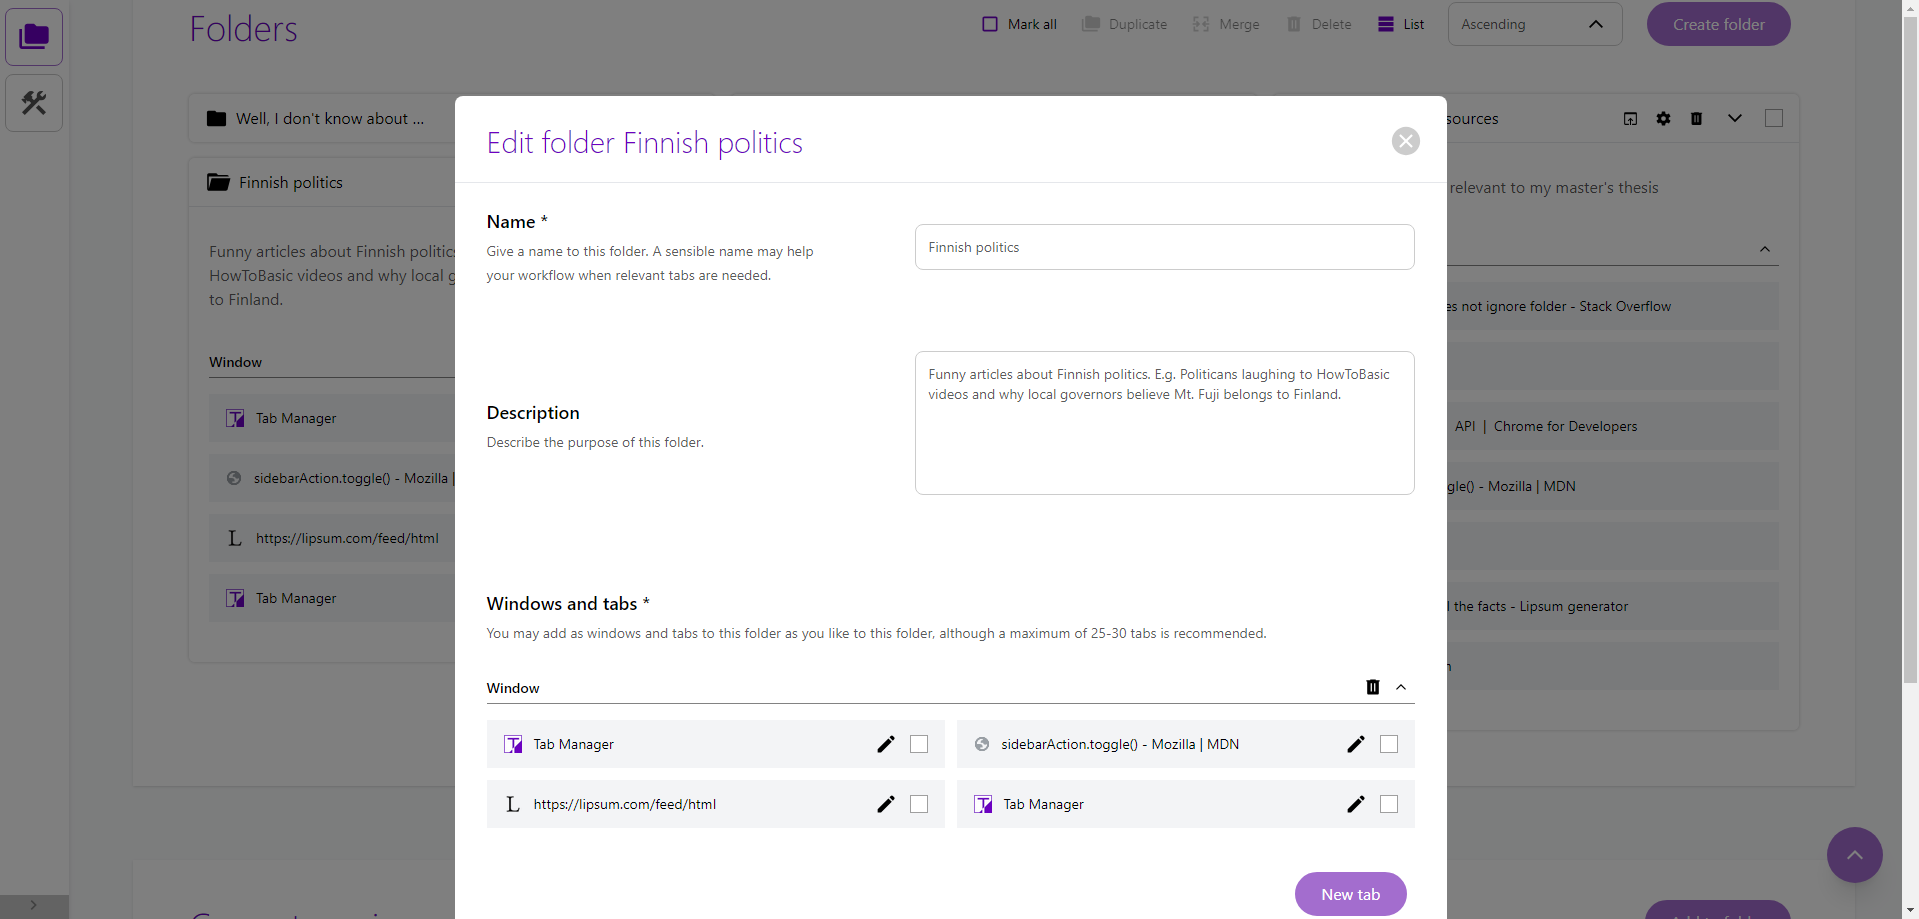 Folders
Mark all
Duplicate
Merge
Delete
List
Ascending
Create folder
Well, I don't know about ...
Finnish politics
Funny articles about Finnish politic
HowToBasic videos and why local
to Finland.
Window
Tab Manager
sidebarAction.toggle() - Mozilla |
https://lipsum.com/feed/html
Tab Manager
Edit folder Finnish politics
Name *
Give a name to this folder. A sensible name may help
your workflow when relevant tabs are needed.
Finnish politics
Description
Describe the purpose of this folder.
Funny articles about Finnish politics. E.g. Politicans laughing to HowToBasic
videos and why local governors believe Mt. Fuji belongs to Finland.
Windows and tabs *
You may add as windows and tabs to this folder as you like to this folder, although a maximum of 25-30 tabs is recommended.
Window
Tab Manager
sidebarAction.toggle() - Mozilla | MDN
https://lipsum.com/feed/html
Tab Manager
New tab
sources
relevant to my master's thesis
es not ignore folder - Stack Overflow
API | Chrome for Developers
gle() - Mozilla | MDN
the facts - Lipsum generator